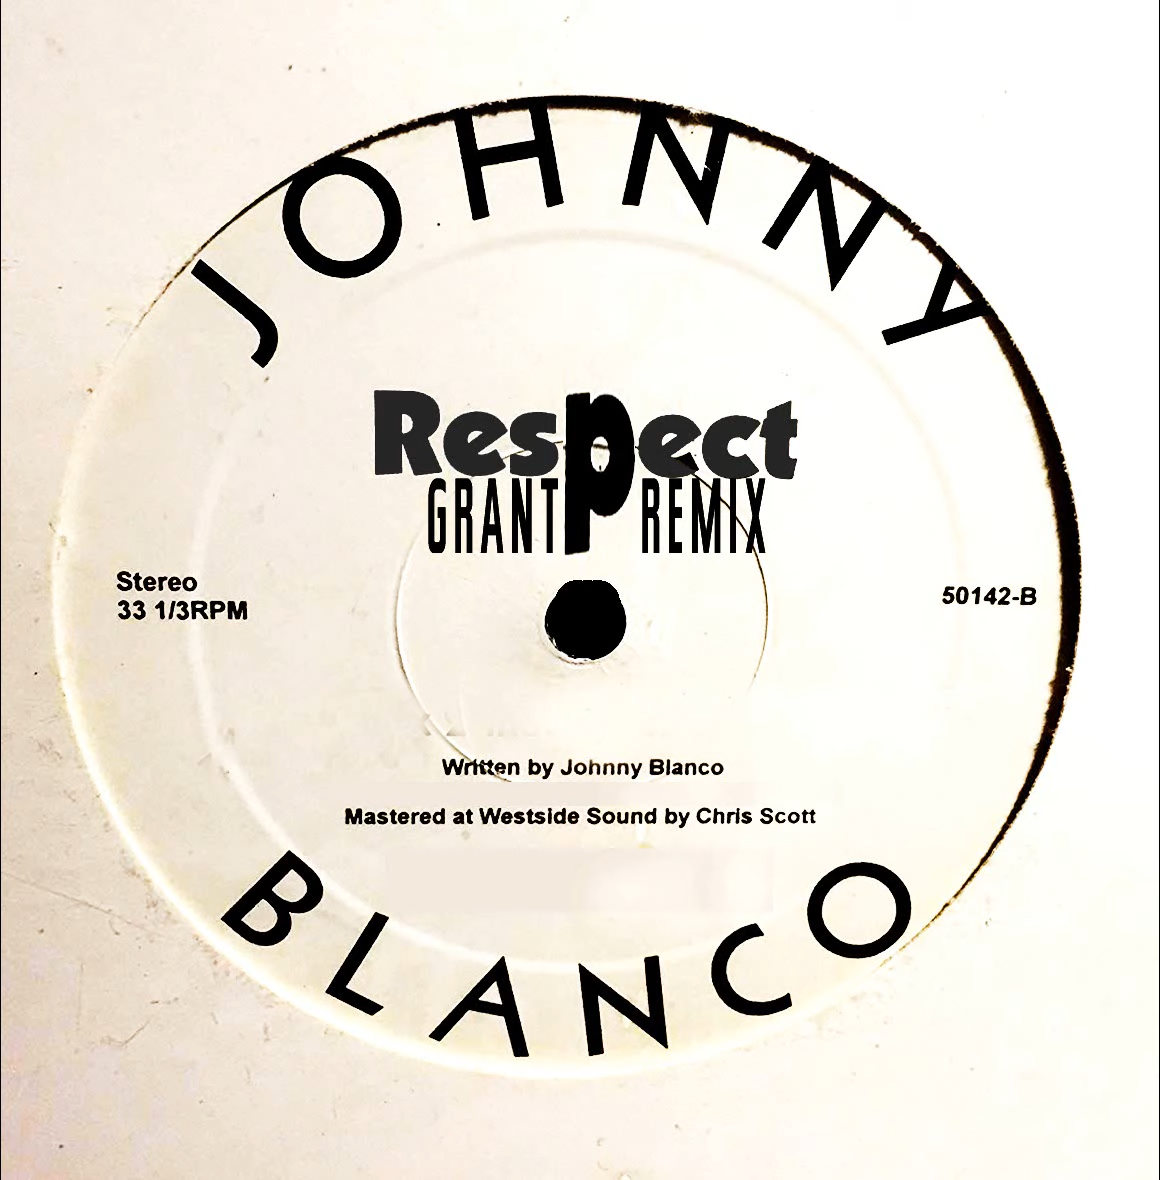 JOHNNY
Respect
GRANT REMIX
Stereo
33 1/3RPM
50142-B
Written by Johnny Blanco
Mastered at Westside Sound by Chris Scott
BLANCO